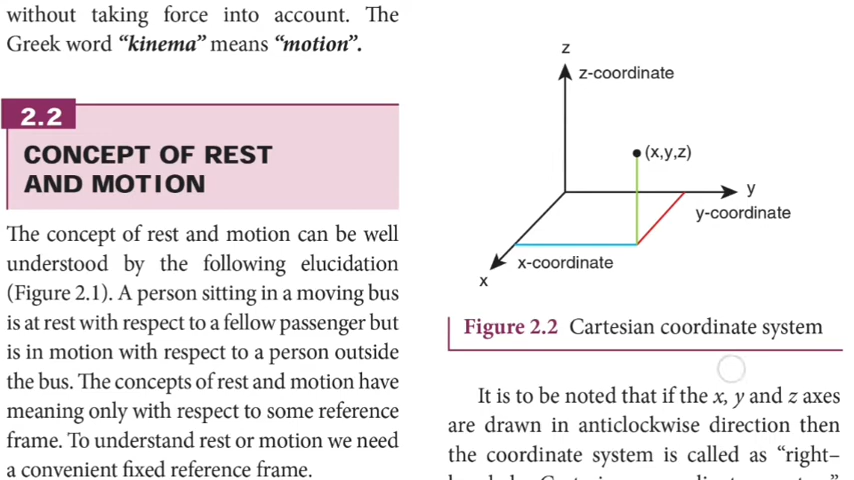 without taking force into account. The
Greek word “kinema” means “motion”.
2.2
CONCEPT OF REST
AND MOTION
The concept of rest and motion can be well
understood by the following elucidation
(Figure 2.1). A person sitting in a moving bus
is at rest with respect to a fellow passenger but
is in motion with respect to a person outside
the bus. The concepts of rest and motion have
meaning only with respect to some reference
frame. To understand rest or motion we need
a convenient fixed reference frame.
z
z-coordinate
(x,y,z)
y
y-coordinate
x-coordinate
x
Figure 2.2 Cartesian coordinate system
It is to be noted that if the x, y and z axes
are drawn in anticlockwise direction then
the coordinate system is called as “right–